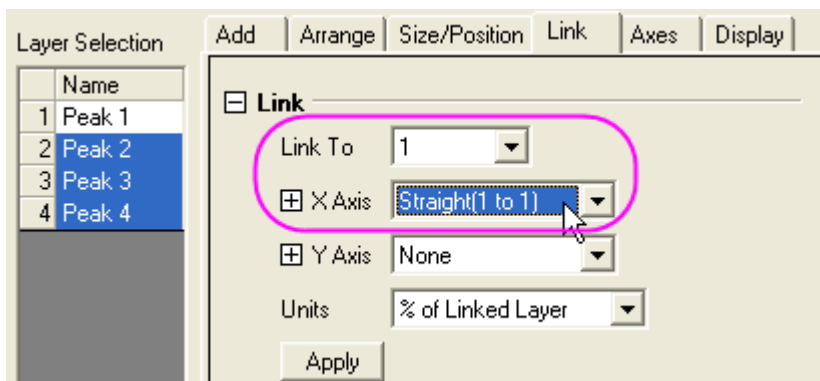 Layer Selection
Add Arrange Size/Position Link Axes Display
Name
1 Peak 1
2 Peak 2
3 Peak 3
4 Peak 4
Link
Link To 1
X Axis Straight(1 to 1)
Y Axis None
Units % of Linked Layer
Apply